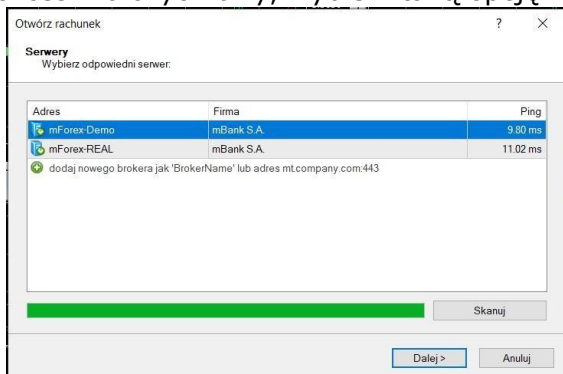 Otwórz rachunek ? ×
Serwery
Wybierz odpowiedni serwer:
Adres Firma Ping
mForex-Demo mBank S.A. 9.80 ms
mForex-REAL mBank S.A. 11.02 ms
dodaj nowego brokera jak 'BrokerName' lub adres mt.company.com:443
Skanuj
Dalej > Anuluj